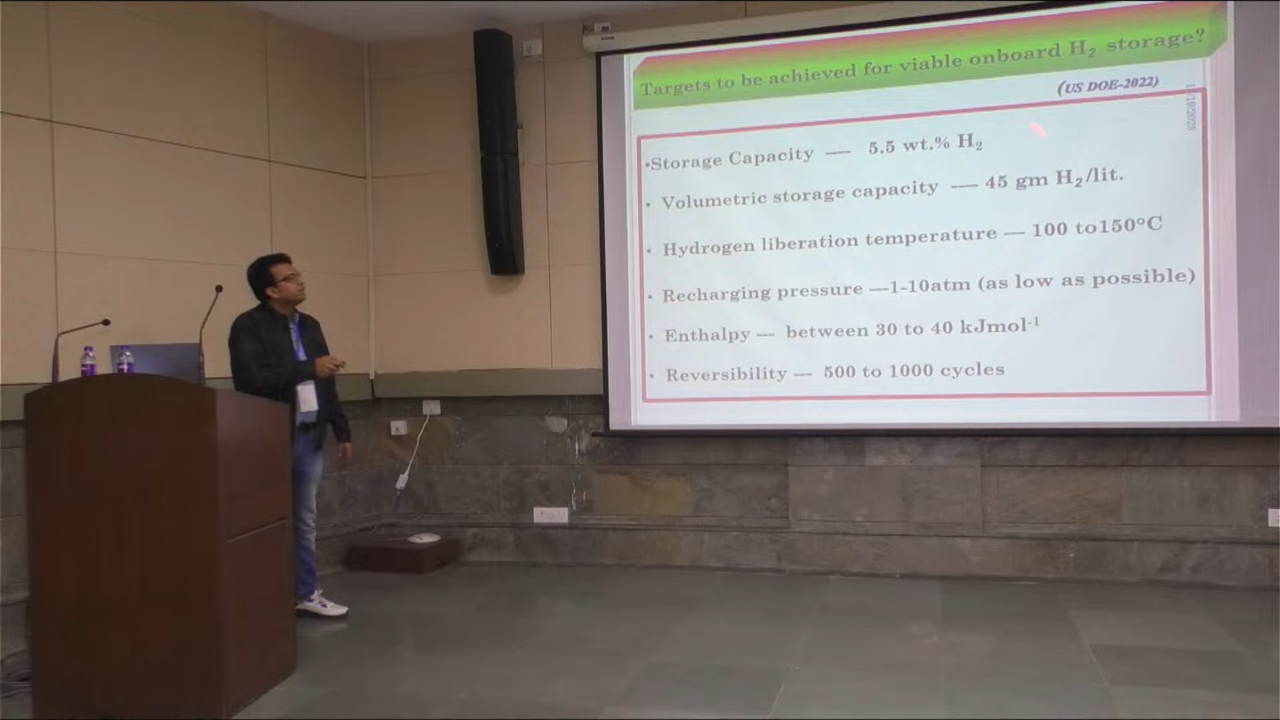 Targets to be achieved for viable onboard H₂ storage?
(US DOE-2022)
•Storage Capacity — 5.5 wt.% H₂
• Volumetric storage capacity — 45 gm H₂/lit.
• Hydrogen liberation temperature — 100 to150°C
• Recharging pressure —1-10atm (as low as possible)
• Enthalpy — between 30 to 40 kJmol⁻¹
• Reversibility — 500 to 1000 cycles